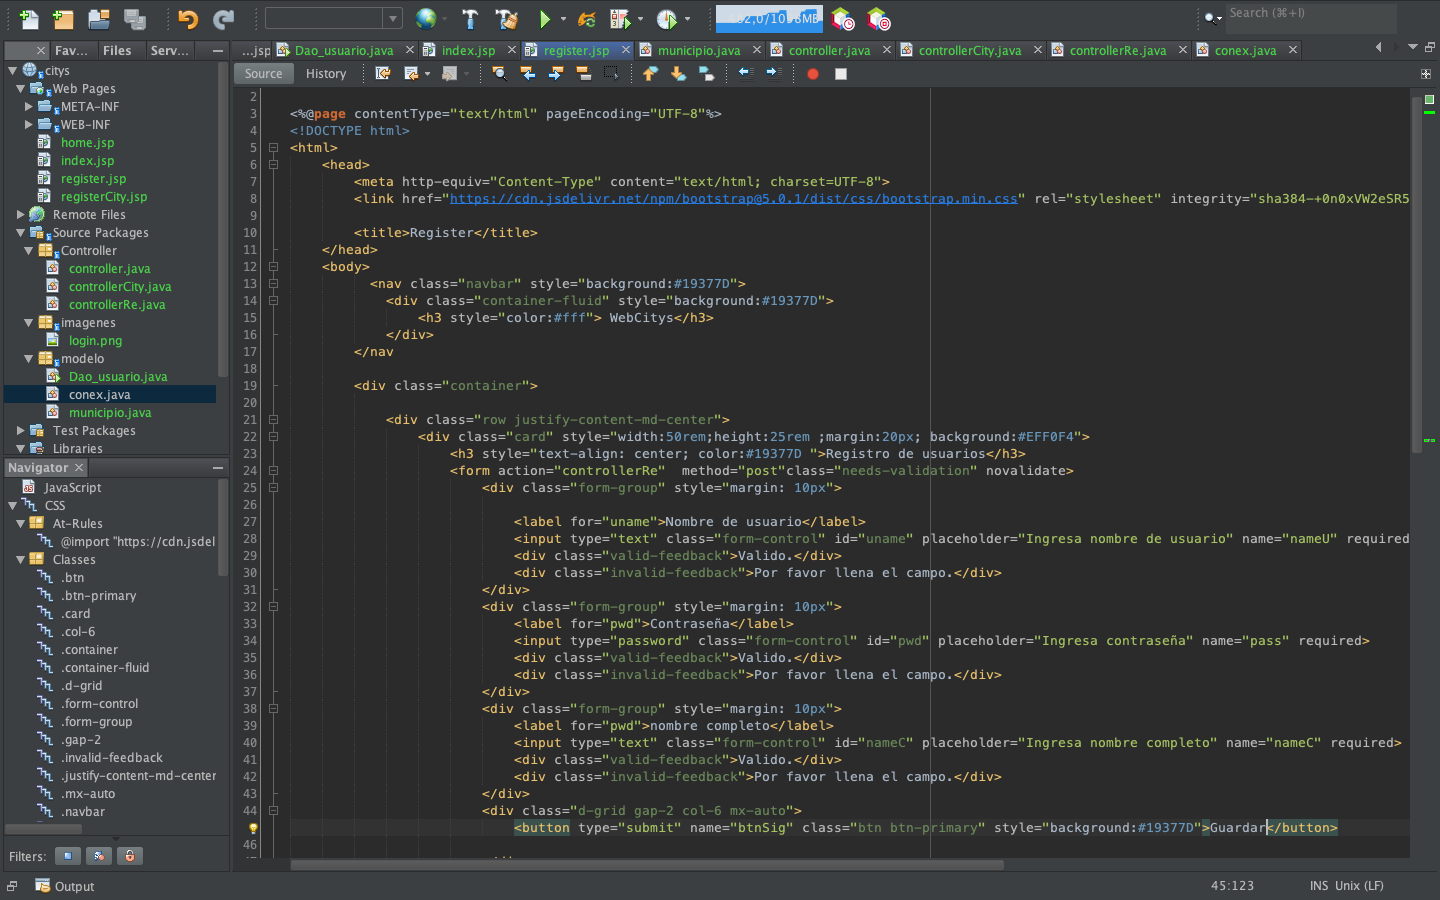 Search (⌘+I)
Fav...
Files
Serv...
...jsp
Dao_usuario.java
index.jsp
register.jsp
municipio.java
controller.java
controllerCity.java
controllerRe.java
conex.java
Source
History
citys
Web Pages
META-INF
WEB-INF
home.jsp
index.jsp
register.jsp
registerCity.jsp
Remote Files
Source Packages
Controller
controller.java
controllerCity.java
controllerRe.java
imagenes
login.png
modelo
Dao_usuario.java
conex.java
municipio.java
Test Packages
Libraries
Navigator
JavaScript
CSS
At-Rules
@import "https://cdn.jsdel
Classes
.btn
.btn-primary
.card
.col-6
.container
.container-fluid
.d-grid
.form-control
.form-group
.gap-2
.invalid-feedback
.justify-content-md-center
.mx-auto
.navbar
Filters:
2
3 <%@page contentType="text/html" pageEncoding="UTF-8"%>
4 <!DOCTYPE html>
5 <html>
6 <head>
7 <meta http-equiv="Content-Type" content="text/html; charset=UTF-8">
8 <link href="https://cdn.jsdelivr.net/npm/bootstrap@5.0.1/dist/css/bootstrap.min.css" rel="stylesheet" integrity="sha384-+0n0xVW2eSR5
9
10 <title>Register</title>
11 </head>
12 <body>
13 <nav class="navbar" style="background:#19377D">
14 <div class="container-fluid" style="background:#19377D">
15 <h3 style="color:#fff"> WebCitys</h3>
16 </div>
17 </nav
18
19 <div class="container">
20
21 <div class="row justify-content-md-center">
22 <div class="card" style="width:50rem;height:25rem ;margin:20px; background:#EFF0F4">
23 <h3 style="text-align: center; color:#19377D ">Registro de usuarios</h3>
24 <form action="controllerRe"  method="post"class="needs-validation" novalidate>
25 <div class="form-group" style="margin: 10px">
26
27 <label for="uname">Nombre de usuario</label>
28 <input type="text" class="form-control" id="uname" placeholder="Ingresa nombre de usuario" name="nameU" required
29 <div class="valid-feedback">Valido.</div>
30 <div class="invalid-feedback">Por favor llena el campo.</div>
31 </div>
32 <div class="form-group" style="margin: 10px">
33 <label for="pwd">Contraseña</label>
34 <input type="password" class="form-control" id="pwd" placeholder="Ingresa contraseña" name="pass" required>
35 <div class="valid-feedback">Valido.</div>
36 <div class="invalid-feedback">Por favor llena el campo.</div>
37 </div>
38 <div class="form-group" style="margin: 10px">
39 <label for="pwd">nombre completo</label>
40 <input type="text" class="form-control" id="nameC" placeholder="Ingresa nombre completo" name="nameC" required>
41 <div class="valid-feedback">Valido.</div>
42 <div class="invalid-feedback">Por favor llena el campo.</div>
43 </div>
44 <div class="d-grid gap-2 col-6 mx-auto">
<button type="submit" name="btnSig" class="btn btn-primary" style="background:#19377D">Guardar</button>
46
Output
45:123
INS Unix (LF)